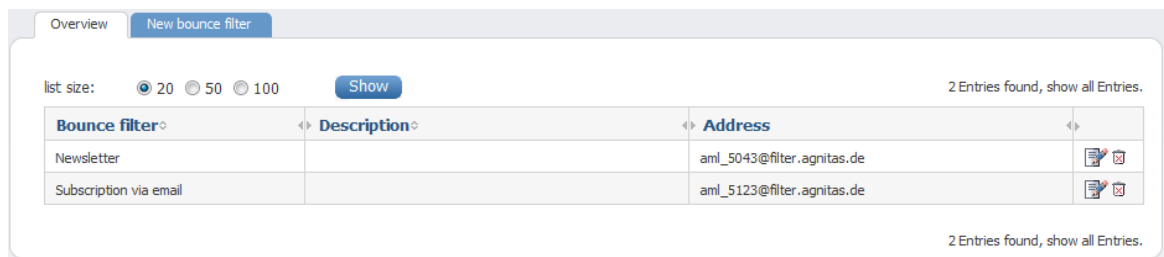 Overview New bounce filter
list size: 20 50 100 Show 2 Entries found, show all Entries.
Bounce filter Description Address
Newsletter aml_5043@filter.agnitas.de
Subscription via email aml_5123@filter.agnitas.de
2 Entries found, show all Entries.